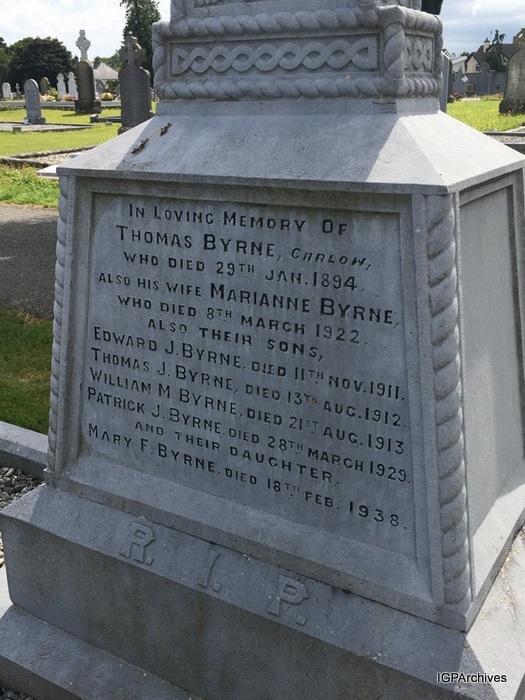 IN LOVING MEMORY OF
THOMAS BYRNE, CARLOW,
WHO DIED 29TH JAN. 1894.
ALSO HIS WIFE MARIANNE BYRNE,
WHO DIED 8TH MARCH 1922.
ALSO THEIR SONS,
EDWARD J. BYRNE, DIED 11TH NOV. 1911.
THOMAS J. BYRNE, DIED 13TH AUG. 1912.
WILLIAM M. BYRNE, DIED 21ST AUG. 1913
PATRICK J. BYRNE, DIED 28TH MARCH 1929.
AND THEIR DAUGHTER.
MARY F. BYRNE, DIED 18TH FEB. 1938.
R. I. P.
IGPArchives